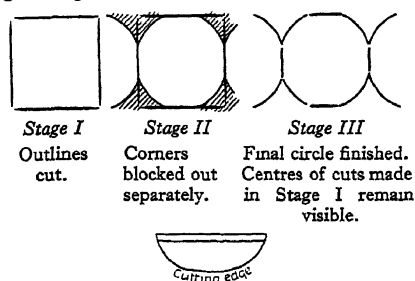 Stage I
Outlines
cut.
Stage II
Corners
blocked out
separately.
Stage III
Final circle finished.
Centres of cuts made
in Stage I remain
visible.
Cutting edge